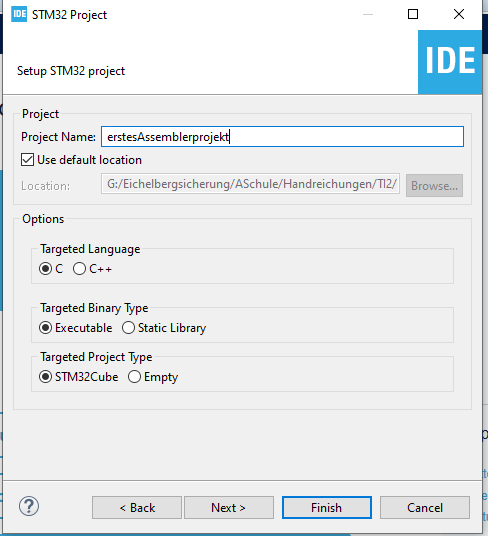 IDE STM32 Project
IDE
Setup STM32 project
Project
Project Name: erstesAssemblerprojekt
Use default location
Location: G:/Eichelbergsicherung/ASchule/Handreichungen/TI2/ Browse...
Options
Targeted Language
C C++
Targeted Binary Type
Executable Static Library
Targeted Project Type
STM32Cube Empty
? < Back Next > Finish Cancel